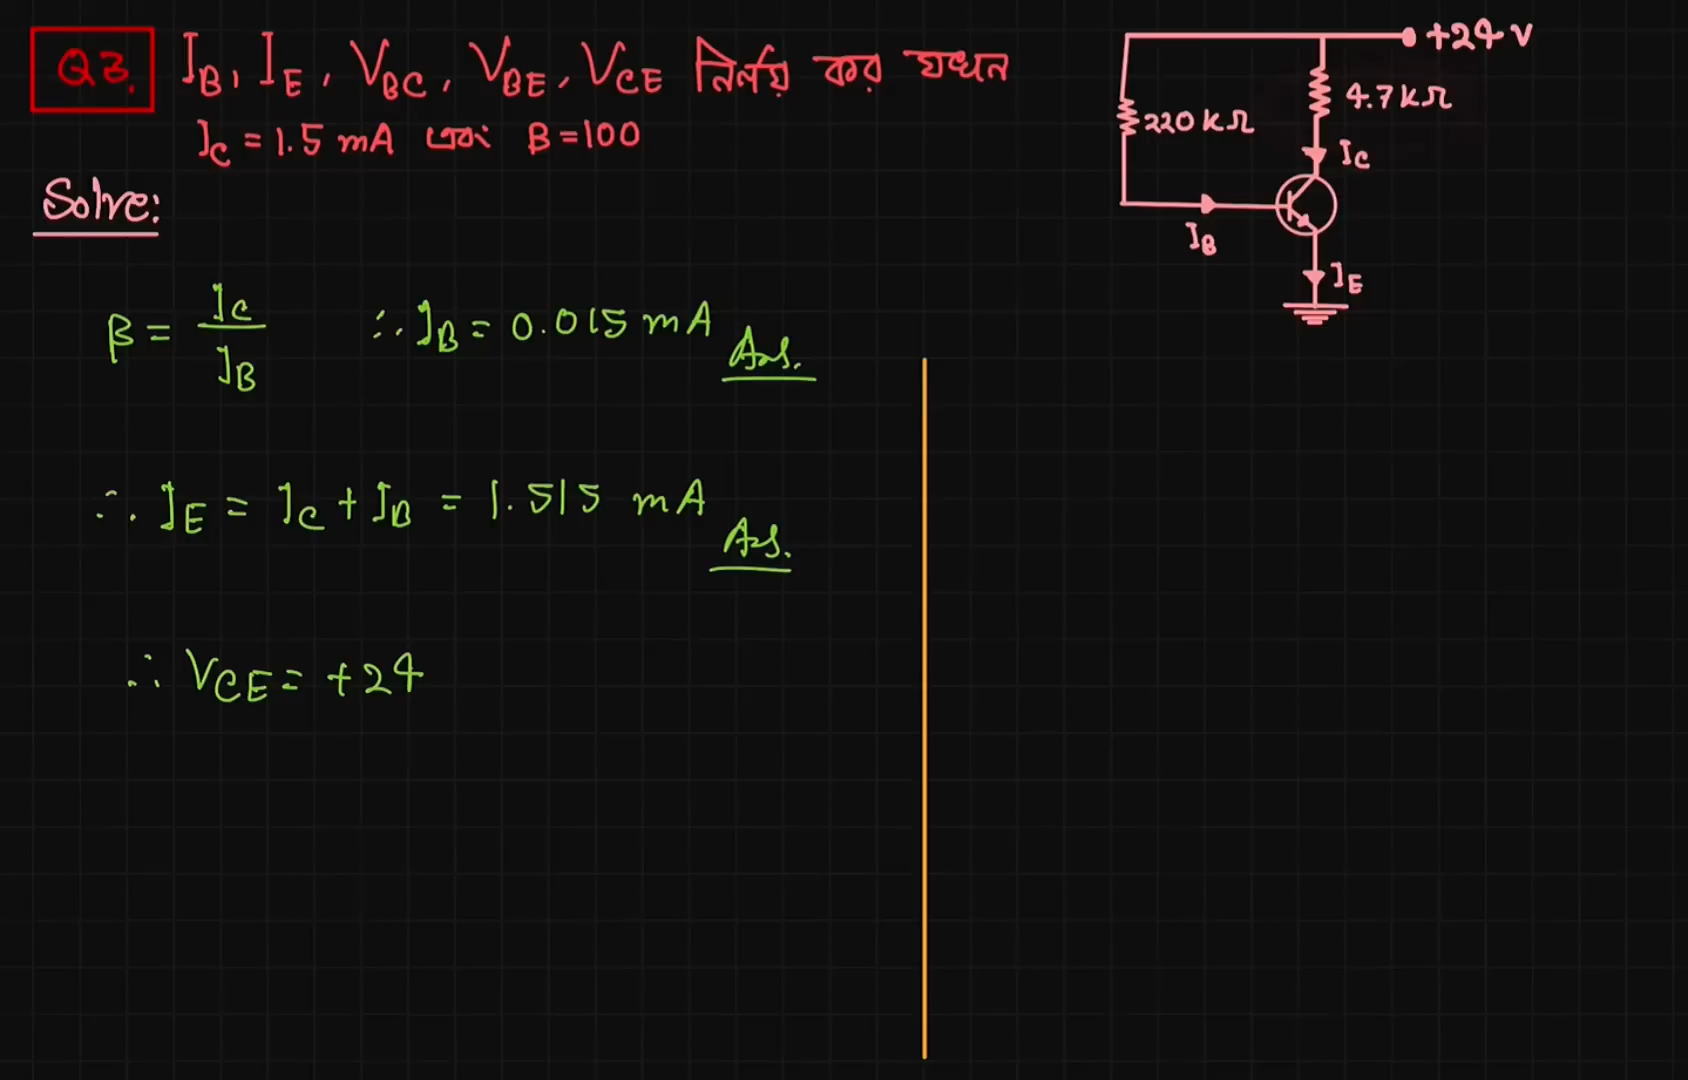 Q3. I_B, I_E, V_BC, V_BE, V_CE নির্ণয় কর যখন
I_C = 1.5 mA এবং B = 100
+24 V
4.7 KΩ
220 KΩ
I_C
I_B
I_E
Solve:
β = I_C / I_B ∴ I_B = 0.015 mA Ans.
∴ I_E = I_C + I_B = 1.515 mA Ans.
∴ V_CE = +24